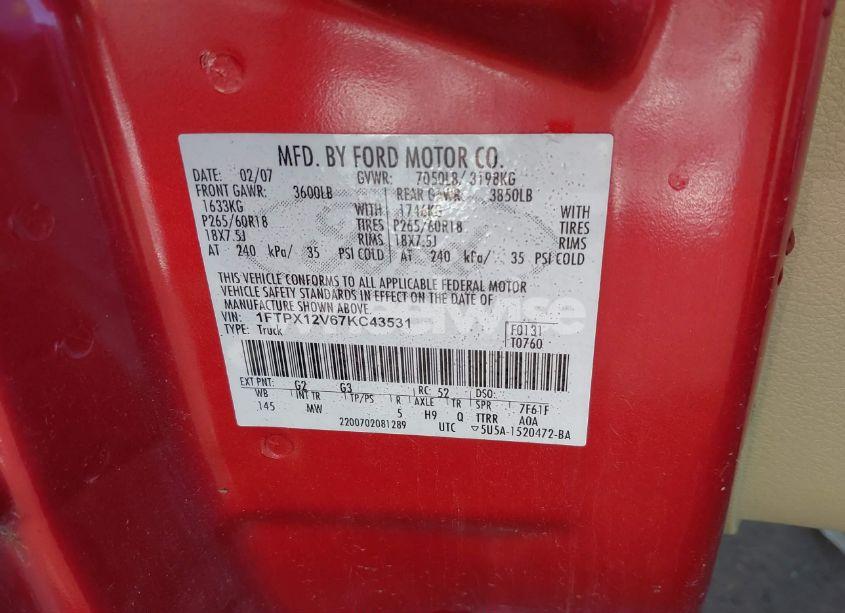 MFD. BY FORD MOTOR CO.
DATE: 02/07 GVWR: 7050LB/ 3198KG
FRONT GAWR: 3600LB REAR GAWR: 3850LB
1633KG WITH 1746KG WITH
P265/60R18 TIRES P265/60R18 TIRES
18X7.5J RIMS 18X7.5J RIMS
AT 240 kPa/ 35 PSI COLD AT 240 kPa/ 35 PSI COLD
THIS VEHICLE CONFORMS TO ALL APPLICABLE FEDERAL MOTOR
VEHICLE SAFETY STANDARDS IN EFFECT ON THE DATE OF
MANUFACTURE SHOWN ABOVE.
VIN: 1FTPX12V67KC43531 F0131
TYPE: Truck T0760
EXT PNT: G2 G3 RC: 52 DSO:
WB INT TR TP/PS R AXLE TR SPR 7F61F
145 MW 5 H9 Q TTRR A0A
2200702081289 UTC ▽5U5A-1520472-BA